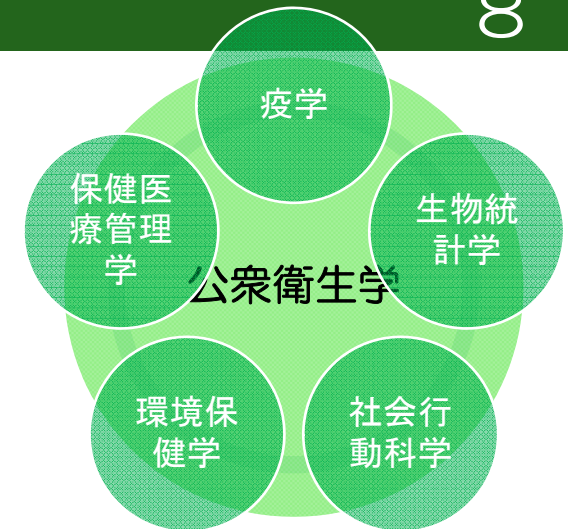 8
疫学
保健医
療管理
学
生物統
計学
公衆衛生学
環境保
健学
社会行
動科学